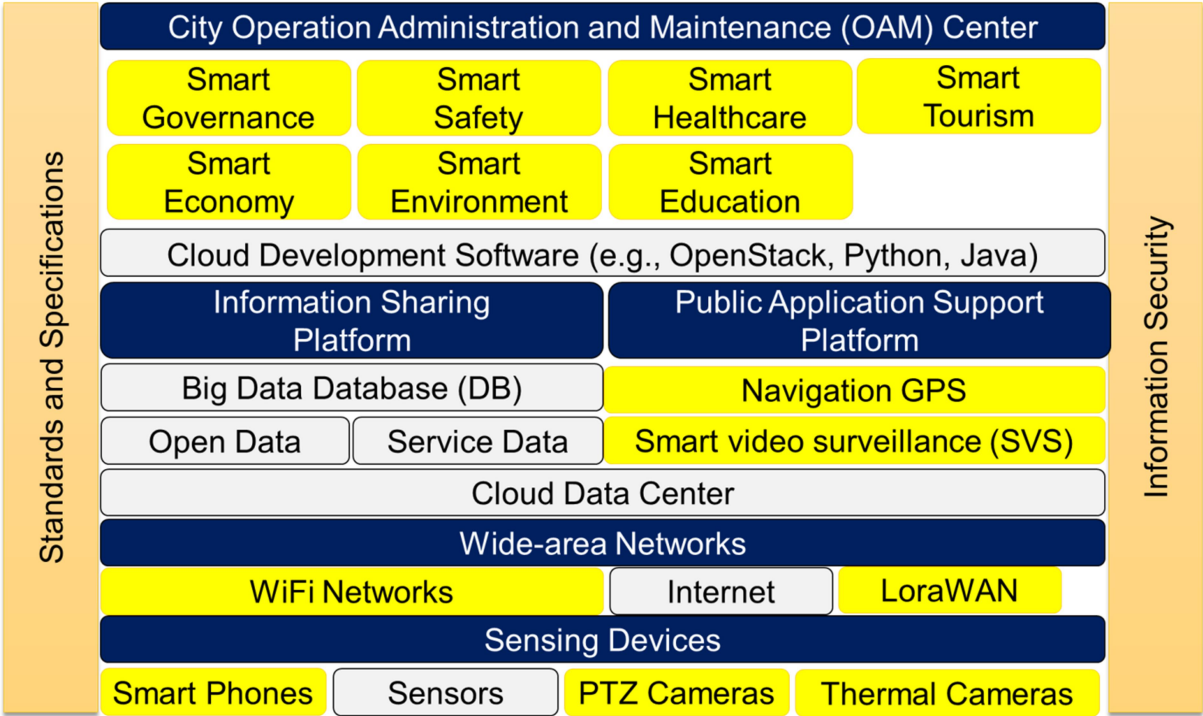 City Operation Administration and Maintenance (OAM) Center
Smart
Governance
Smart
Safety
Smart
Healthcare
Smart
Tourism
Smart
Economy
Smart
Environment
Smart
Education
Cloud Development Software (e.g., OpenStack, Python, Java)
Information Sharing
Platform
Public Application Support
Platform
Big Data Database (DB)
Navigation GPS
Open Data
Service Data
Smart video surveillance (SVS)
Cloud Data Center
Wide-area Networks
WiFi Networks
Internet
LoraWAN
Sensing Devices
Smart Phones
Sensors
PTZ Cameras
Thermal Cameras
Standards and Specifications
Information Security